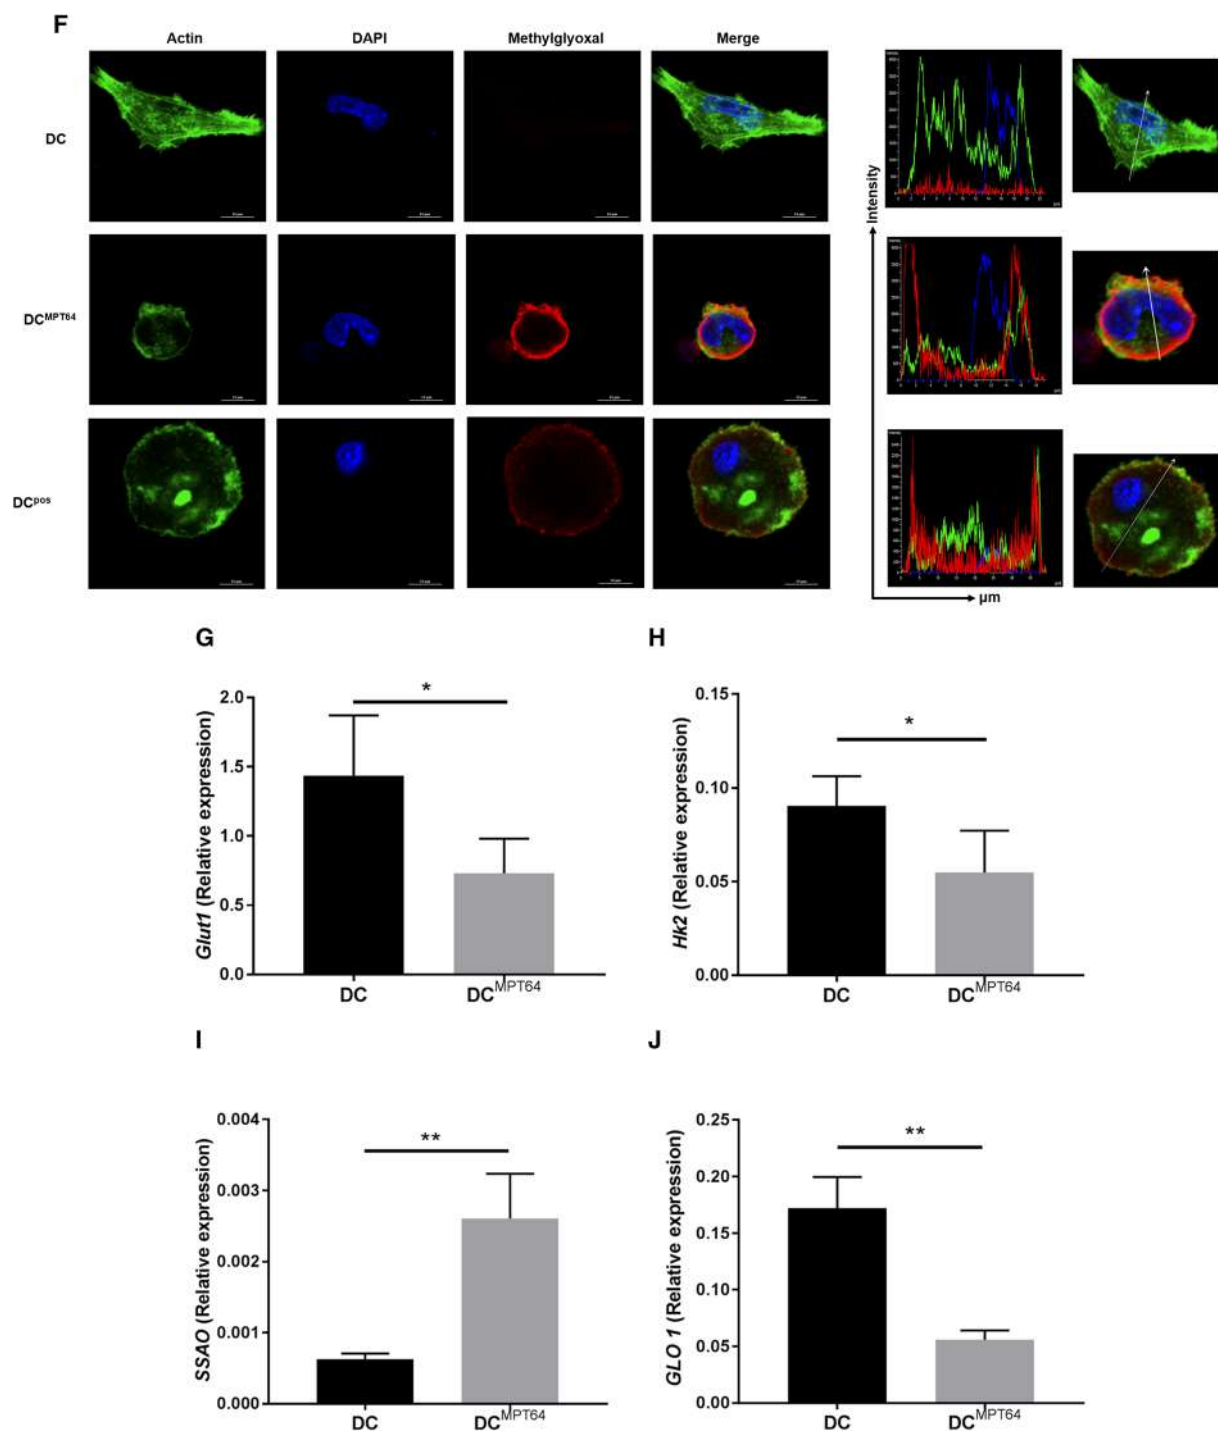 F
Actin DAPI Methylglyoxal Merge
DC
DC^MPT64
DC^pos
Intensity
µm
G
Glut1 (Relative expression)
2.0
1.5
1.0
0.5
0.0
*
DC DC^MPT64
H
Hk2 (Relative expression)
0.15
0.10
0.05
0.00
*
DC DC^MPT64
I
SSAO (Relative expression)
0.004
0.003
0.002
0.001
0.000
**
DC DC^MPT64
J
GLO 1 (Relative expression)
0.25
0.20
0.15
0.10
0.05
0.00
**
DC DC^MPT64